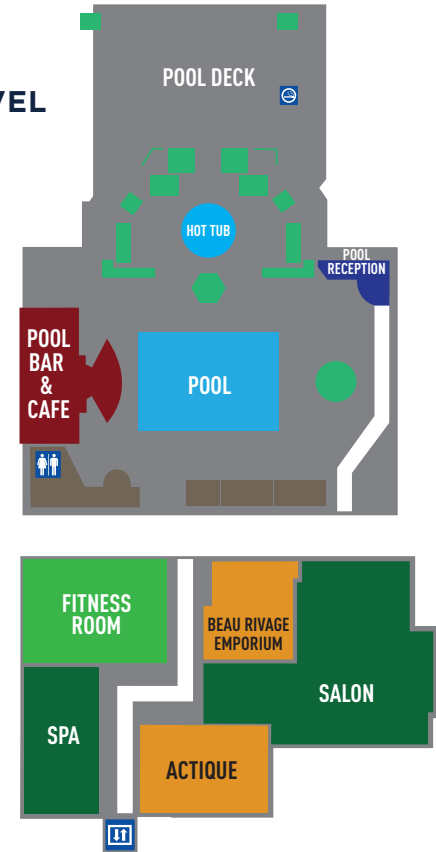 VEL
POOL DECK
HOT TUB
POOL
RECEPTION
POOL
BAR
&
CAFE
POOL
FITNESS
ROOM
BEAU RIVAGE
EMPORIUM
SALON
SPA
ACTIQUE